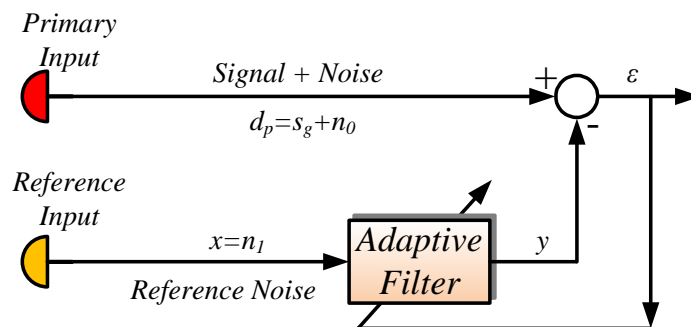 Primary
Input
Signal + Noise
+
ε
d_p=s_g+n_0
-
Reference
Input
x=n_1
Adaptive
Filter
y
Reference Noise